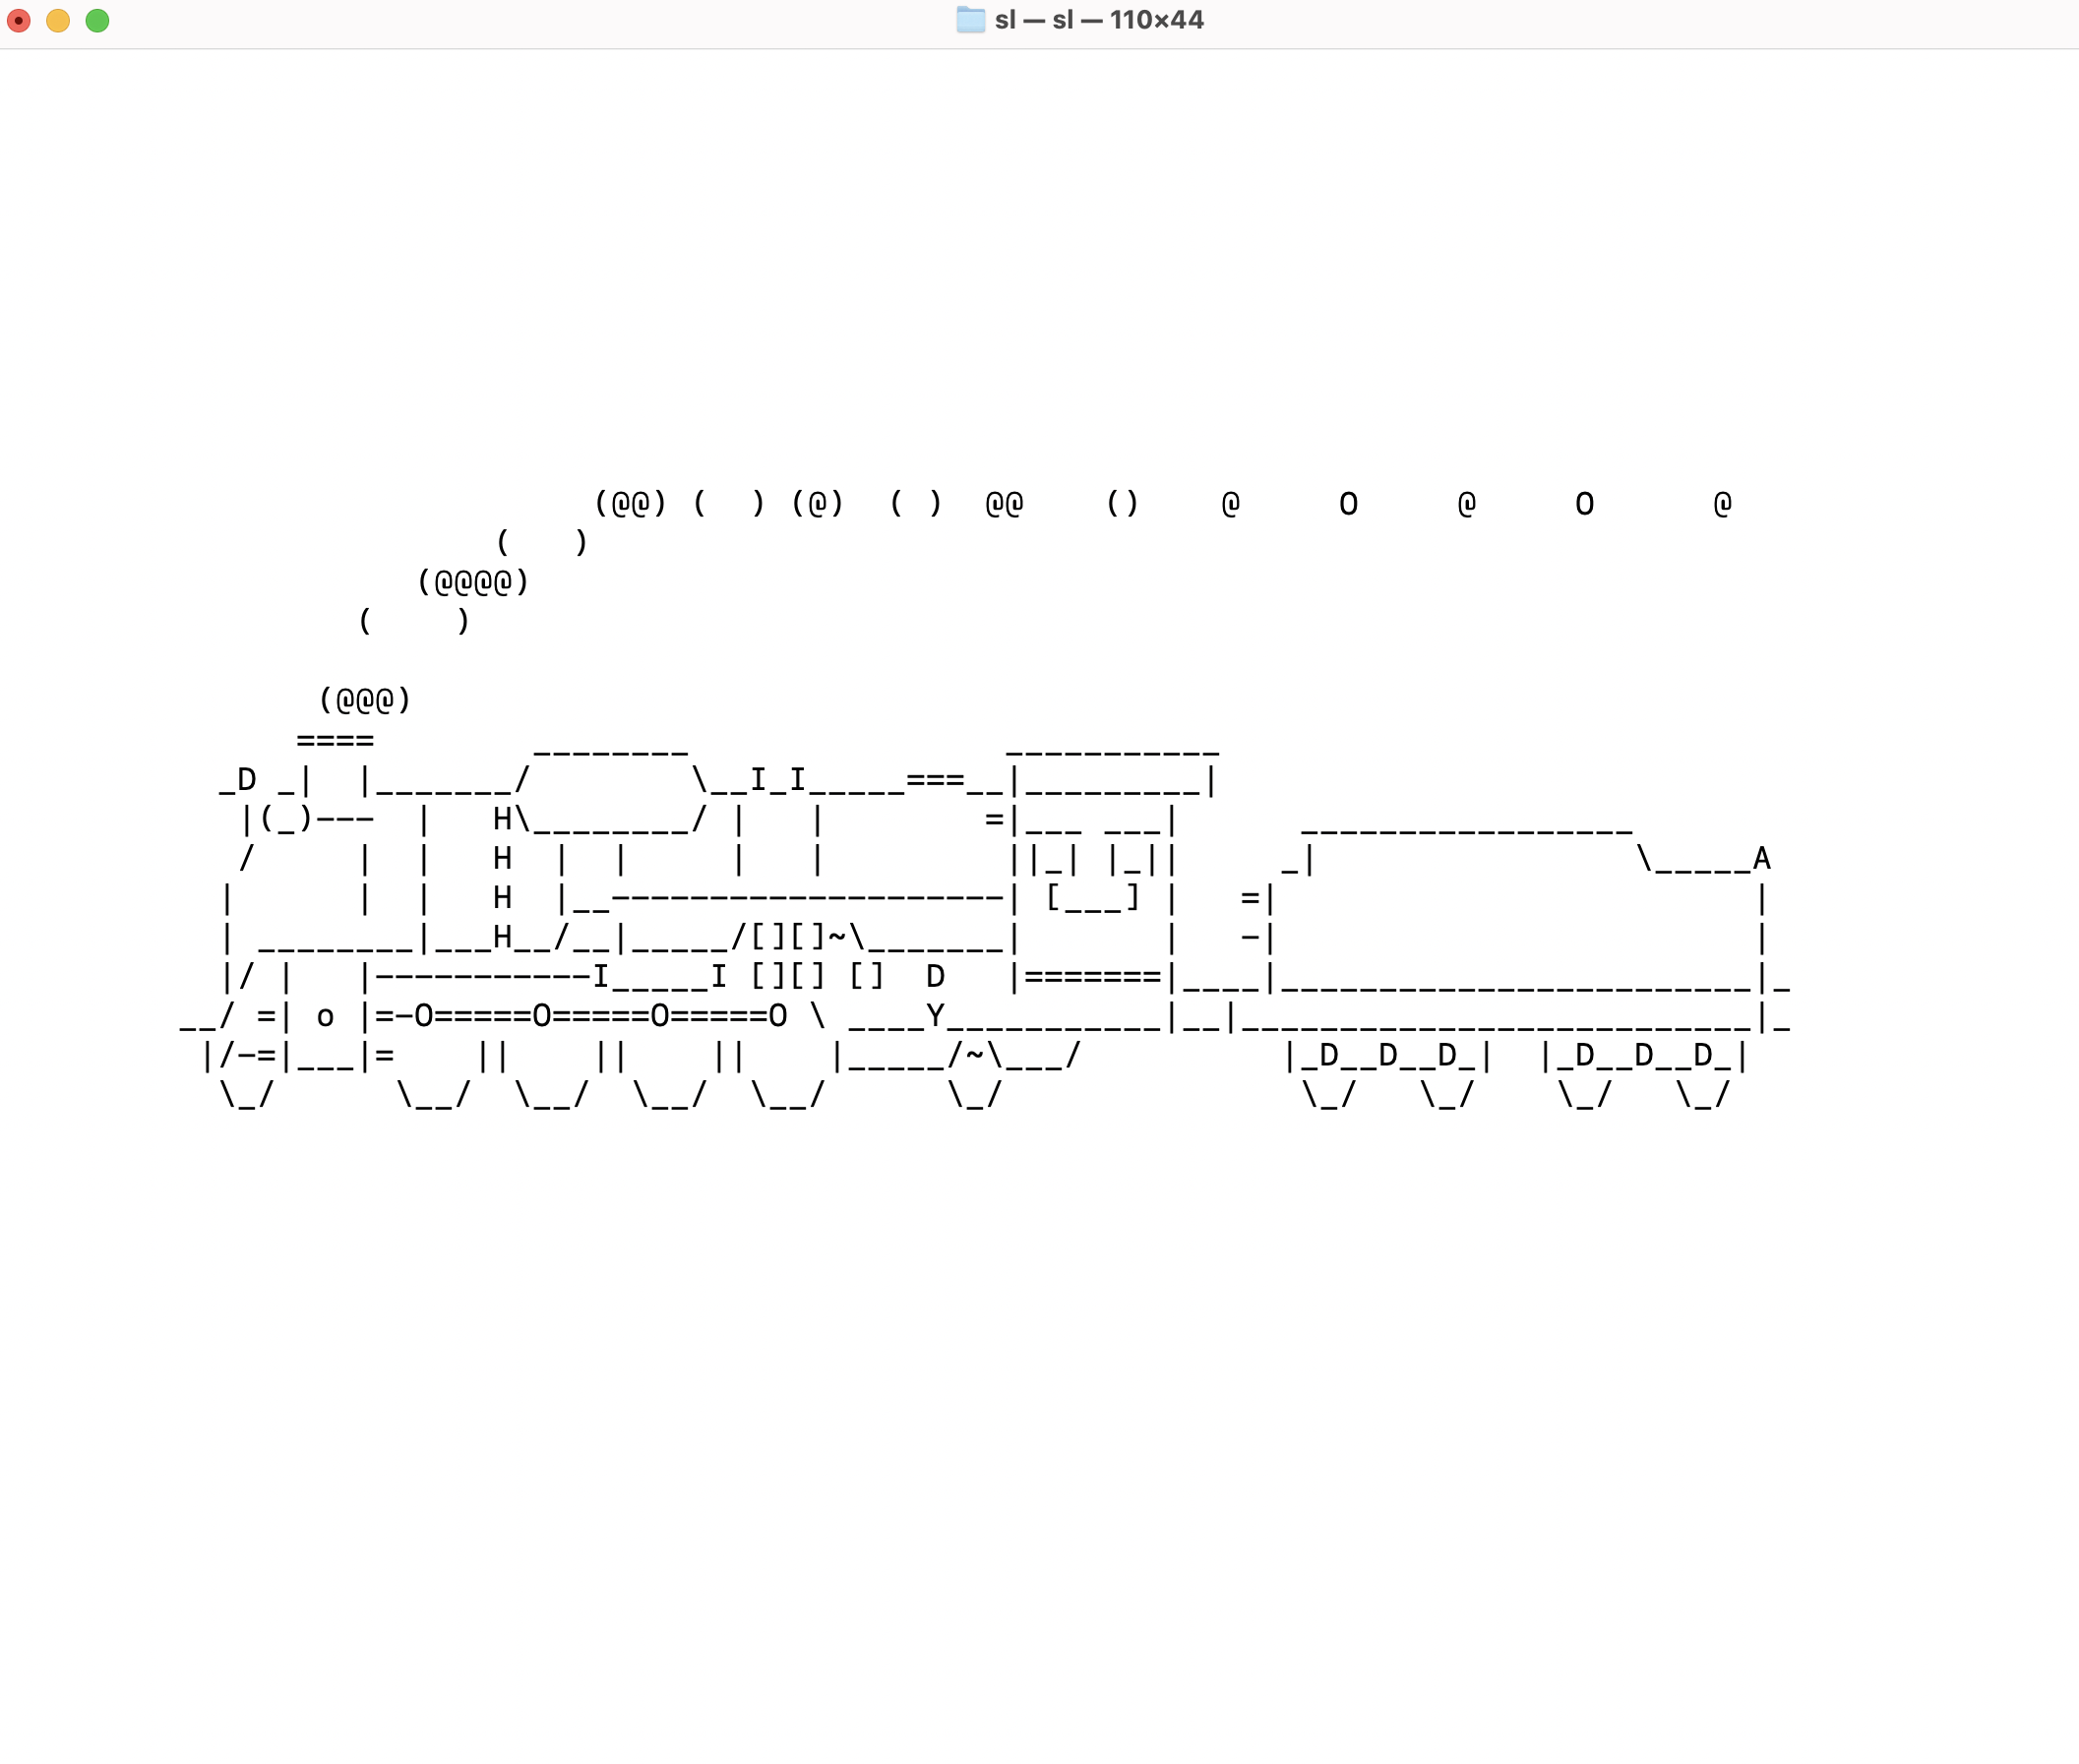 sl — sl — 110×44
                              (@@) (  ) (@)  ( )  @@    ()     @     O     @     O      @
                         (   )
                     (@@@@)
                  (    )

                (@@@)
               ====        ________                ___________
           _D _|  |_______/        \__I_I_____===__|_________|
            |(_)---  |   H\________/ |   |        =|___ ___|      _________________
            /     |  |   H  |  |     |   |         ||_| |_||     _|                \_____A
           |      |  |   H  |__--------------------| [___] |   =|                        |
           | ________|___H__/__|_____/[][]~\_______|       |   -|                        |
           |/ |   |-----------I_____I [][] []  D   |=======|____|________________________|_
         __/ =| o |=-O=====O=====O=====O \ ____Y___________|__|__________________________|_
          |/-=|___|=    ||    ||    ||    |_____/~\___/          |_D__D__D_|  |_D__D__D_|
           \_/      \__/  \__/  \__/  \__/      \_/               \_/   \_/    \_/   \_/